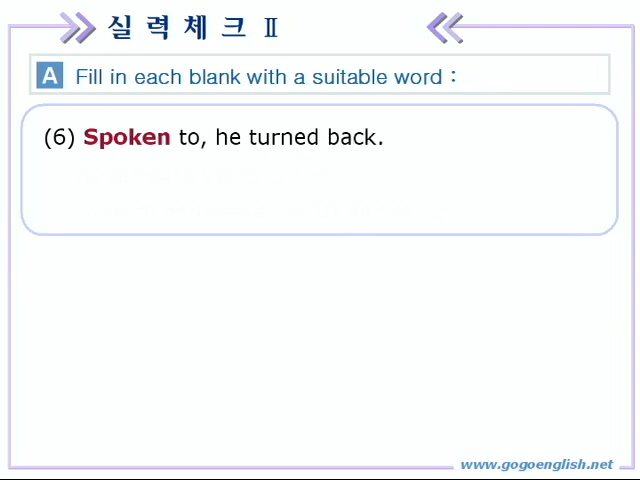 실 력 체 크 Ⅱ
A Fill in each blank with a suitable word :
(6) Spoken to, he turned back.
www.gogoenglish.net